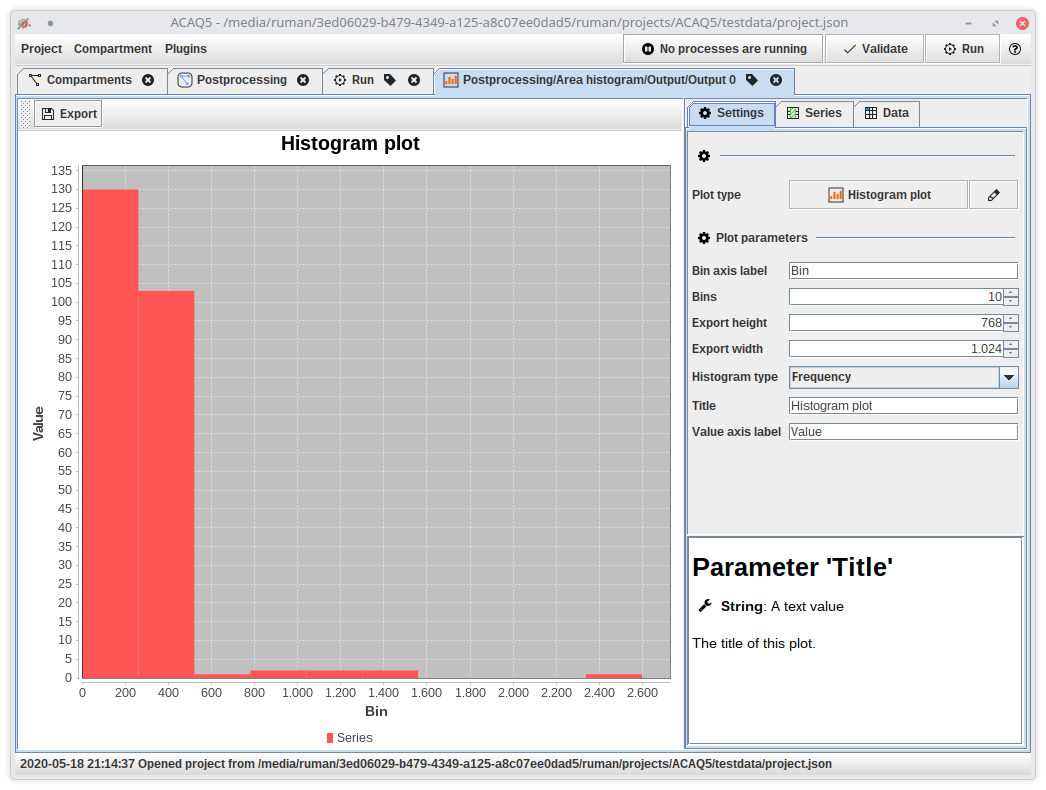 ACAQ5 - /media/ruman/3ed06029-b479-4349-a125-a8c07ee0dad5/ruman/projects/ACAQ5/testdata/project.json
Project Compartment Plugins No processes are running Validate Run
Compartments Postprocessing Run Postprocessing/Area histogram/Output/Output 0
Export
Histogram plot
135
130
125
120
115
110
105
100
95
90
85
80
75
70
65
60
55
50
45
40
35
30
25
20
15
10
5
0
Value
0 200 400 600 800 1.000 1.200 1.400 1.600 1.800 2.000 2.200 2.400 2.600
Bin
Series
Settings Series Data
Plot type Histogram plot
Plot parameters
Bin axis label Bin
Bins 10
Export height 768
Export width 1.024
Histogram type Frequency
Title Histogram plot
Value axis label Value
Parameter 'Title'
String: A text value
The title of this plot.
2020-05-18 21:14:37 Opened project from /media/ruman/3ed06029-b479-4349-a125-a8c07ee0dad5/ruman/projects/ACAQ5/testdata/project.json